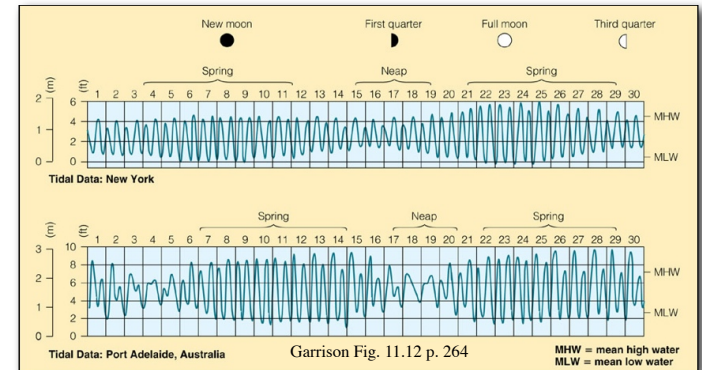 New moon First quarter Full moon Third quarter
Spring Neap Spring
(m) (ft) 1 2 3 4 5 6 7 8 9 10 11 12 13 14 15 16 17 18 19 20 21 22 23 24 25 26 27 28 29 30
2 6
4 MHW
1
2
MLW
0 0
Tidal Data: New York
Spring Neap Spring
(m) (ft) 1 2 3 4 5 6 7 8 9 10 11 12 13 14 15 16 17 18 19 20 21 22 23 24 25 26 27 28 29 30
3 10
8
2 MHW
6
4
1 MLW
2
0 0
Tidal Data: Port Adelaide, Australia
Garrison Fig. 11.12 p. 264
MHW = mean high water
MLW = mean low water